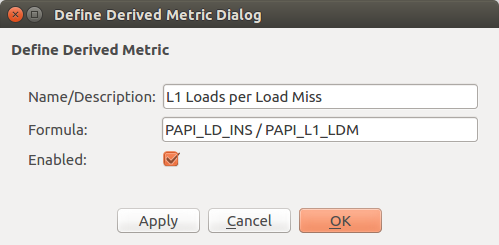 Define Derived Metric Dialog
Define Derived Metric
Name/Description: L1 Loads per Load Miss
Formula: PAPI_LD_INS / PAPI_L1_LDM
Enabled:
Apply Cancel OK